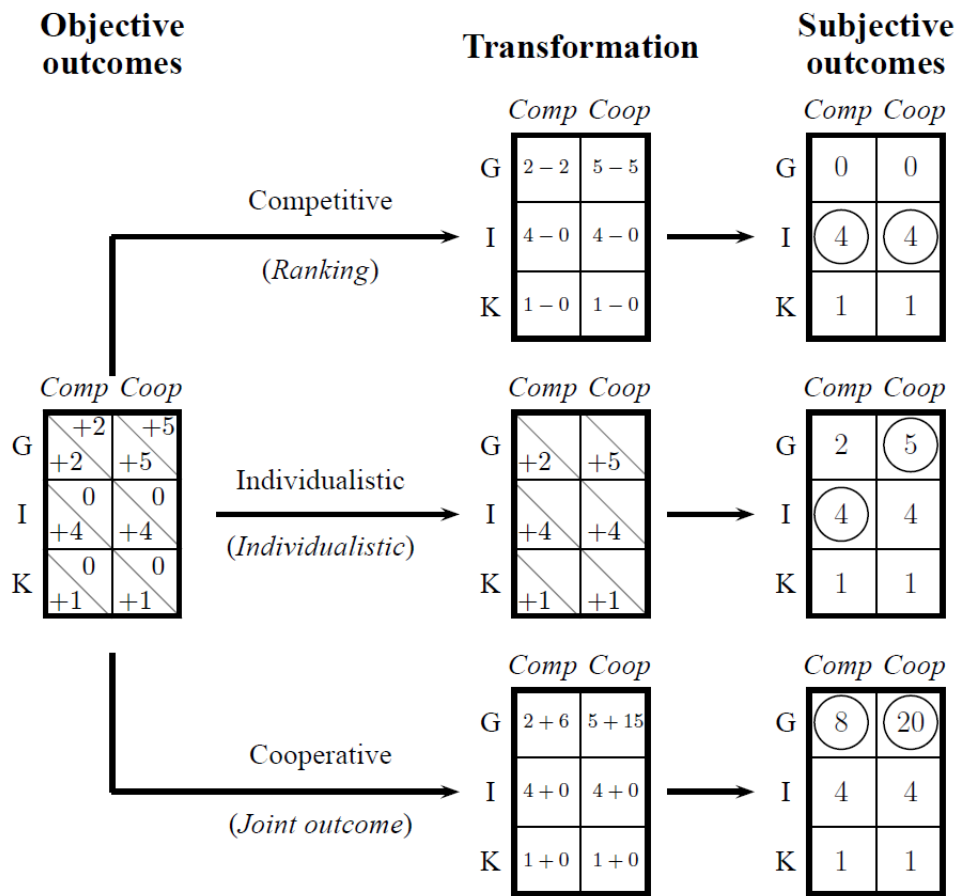 Objective outcomes
Transformation
Subjective outcomes
Comp Coop
Comp Coop
G 2 − 2 5 − 5
G 0 0
Competitive
I 4 − 0 4 − 0
I 4 4
(Ranking)
K 1 − 0 1 − 0
K 1 1
Comp Coop
Comp Coop
Comp Coop
G +2 +5
+2 +5
I 0 0
+4 +4
K 0 0
+1 +1
Individualistic
(Individualistic)
G +2 +5
I +4 +4
K +1 +1
G 2 5
I 4 4
K 1 1
Comp Coop
Comp Coop
G 2 + 6 5 + 15
G 8 20
Cooperative
I 4 + 0 4 + 0
I 4 4
(Joint outcome)
K 1 + 0 1 + 0
K 1 1